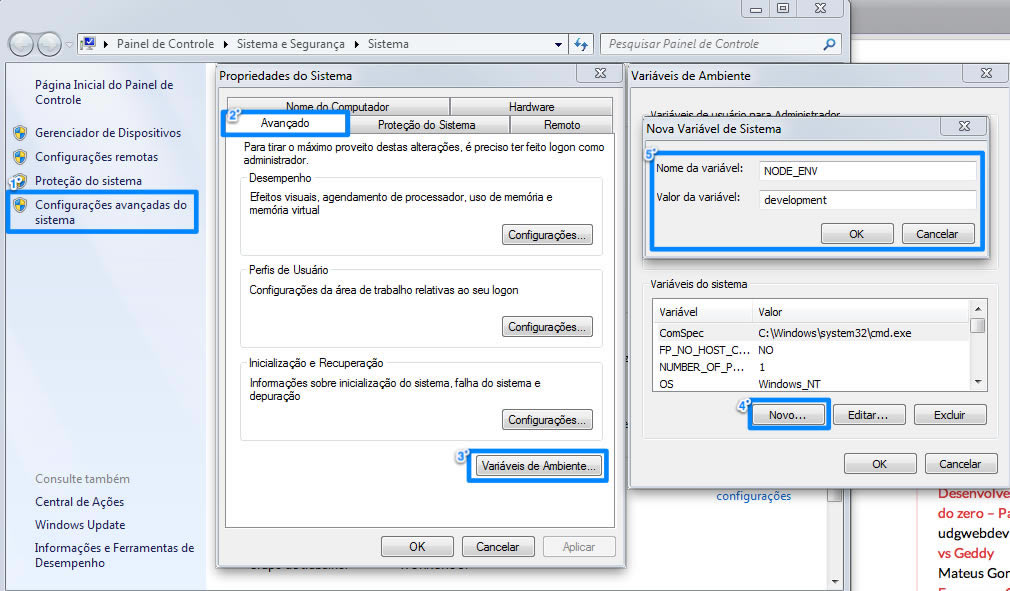 Painel de Controle
Sistema e Segurança
Sistema
Pesquisar Painel de Controle
Página Inicial do Painel de
Controle
Gerenciador de Dispositivos
Configurações remotas
1º
Proteção do sistema
Configurações avançadas do
sistema
Consulte também
Central de Ações
Windows Update
Informações e Ferramentas de
Desempenho
Propriedades do Sistema
Nome do Computador
Hardware
2º
Avançado
Proteção do Sistema
Remoto
Para tirar o máximo proveito destas alterações, é preciso ter feito logon como
administrador.
Desempenho
Efeitos visuais, agendamento de processador, uso de memória e
memória virtual
Configurações...
Perfis de Usuário
Configurações da área de trabalho relativas ao seu logon
Configurações...
Inicialização e Recuperação
Informações sobre inicialização do sistema, falha do sistema e
depuração
Configurações...
3º
Variáveis de Ambiente...
OK
Cancelar
Aplicar
Variáveis de Ambiente
Variáveis de usuário para Administrador
Nova Variável de Sistema
5º
Nome da variável:
NODE_ENV
Valor da variável:
development
OK
Cancelar
Variáveis do sistema
Variável Valor
ComSpec C:\Windows\system32\cmd.exe
FP_NO_HOST_C... NO
NUMBER_OF_P... 1
OS Windows_NT
4º
Novo...
Editar...
Excluir
OK
Cancelar
configurações
Desenvolve
do zero – Pa
udgwebdev
vs Geddy
Mateus Gor